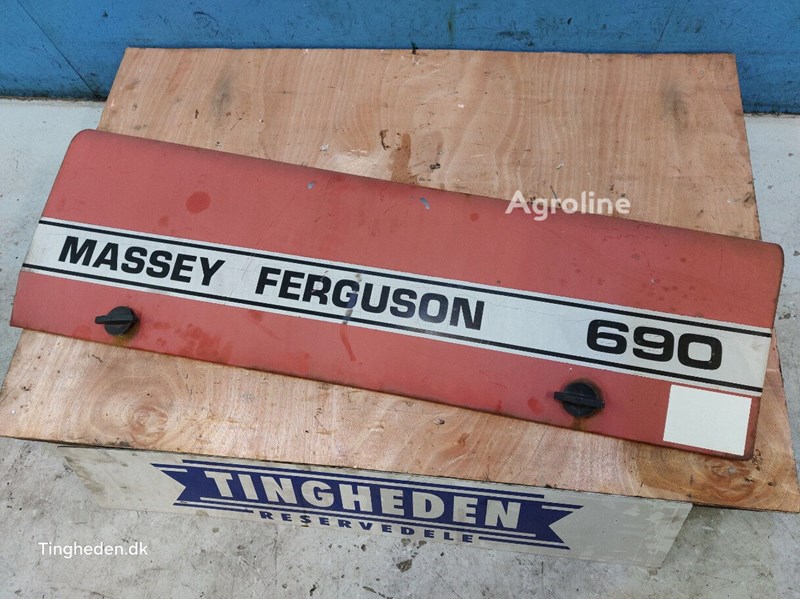 Agroline
MASSEY FERGUSON 690
TINGHEDEN
RESERVEDELE
Tingheden.dk